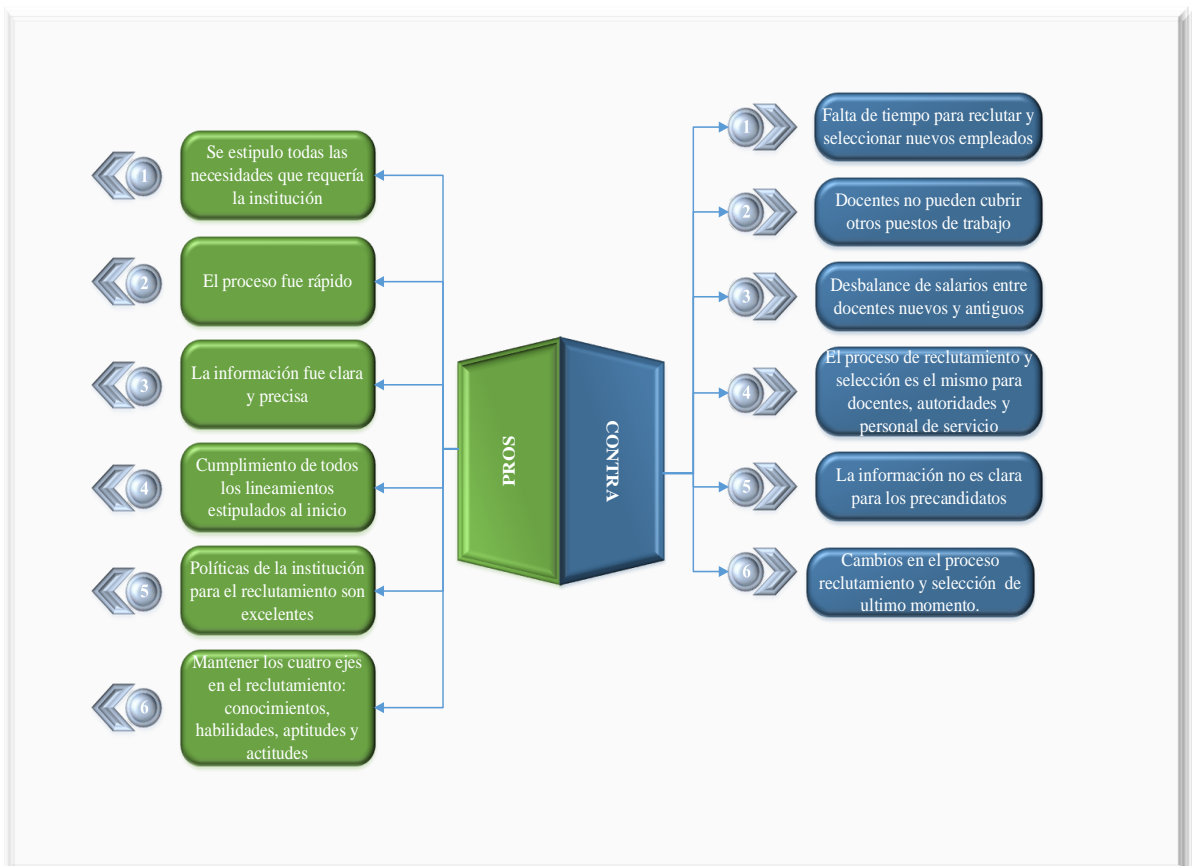 1
Se estipulo todas las
necesidades que requería
la institución
2
El proceso fue rápido
3
La información fue clara
y precisa
4
Cumplimiento de todos
los lineamientos
estipulados al inicio
5
Políticas de la institución
para el reclutamiento son
excelentes
6
Mantener los cuatro ejes
en el reclutamiento:
conocimientos,
habilidades, aptitudes y
actitudes
PROS
CONTRA
1
Falta de tiempo para reclutar y
seleccionar nuevos empleados
2
Docentes no pueden cubrir
otros puestos de trabajo
3
Desbalance de salarios entre
docentes nuevos y antiguos
4
El proceso de reclutamiento y
selección es el mismo para
docentes, autoridades y
personal de servicio
5
La información no es clara
para los precandidatos
6
Cambios en el proceso
reclutamiento y selección de
ultimo momento.